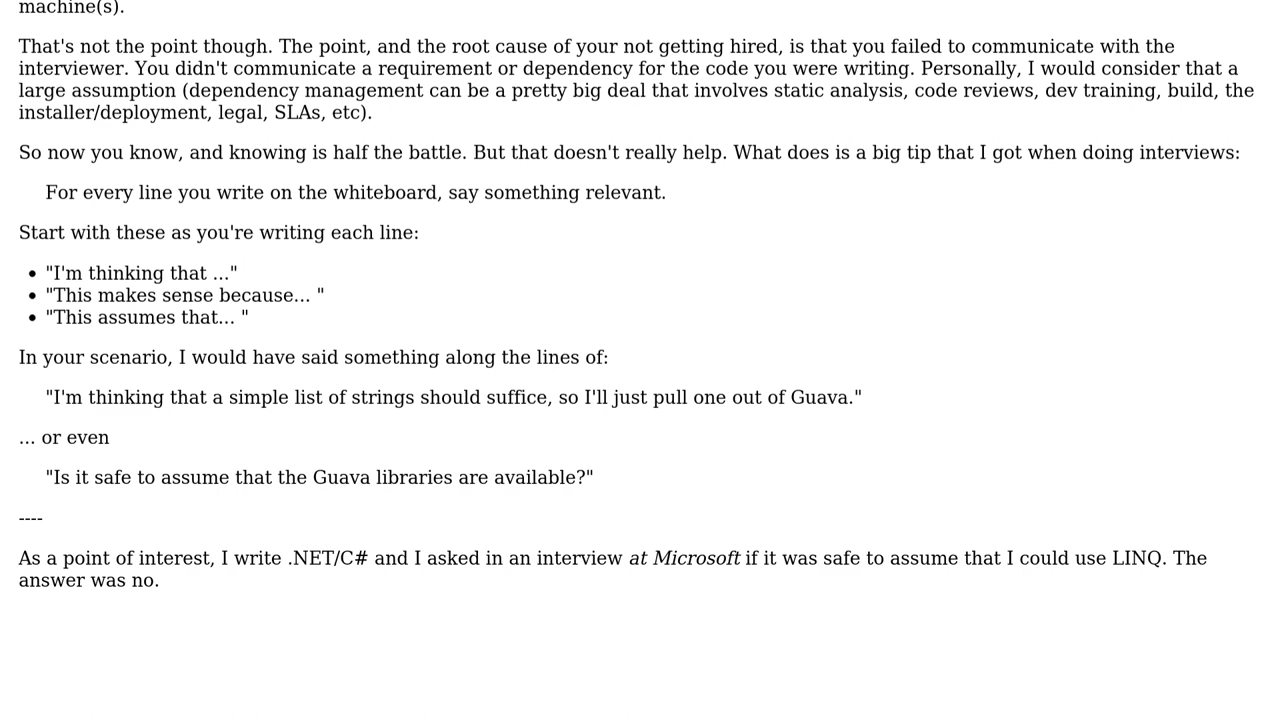 machine(s).
That's not the point though. The point, and the root cause of your not getting hired, is that you failed to communicate with the
interviewer. You didn't communicate a requirement or dependency for the code you were writing. Personally, I would consider that a
large assumption (dependency management can be a pretty big deal that involves static analysis, code reviews, dev training, build, the
installer/deployment, legal, SLAs, etc).
So now you know, and knowing is half the battle. But that doesn't really help. What does is a big tip that I got when doing interviews:
For every line you write on the whiteboard, say something relevant.
Start with these as you're writing each line:
• "I'm thinking that ..."
• "This makes sense because... "
• "This assumes that... "
In your scenario, I would have said something along the lines of:
"I'm thinking that a simple list of strings should suffice, so I'll just pull one out of Guava."
... or even
"Is it safe to assume that the Guava libraries are available?"
----
As a point of interest, I write .NET/C# and I asked in an interview at Microsoft if it was safe to assume that I could use LINQ. The
answer was no.